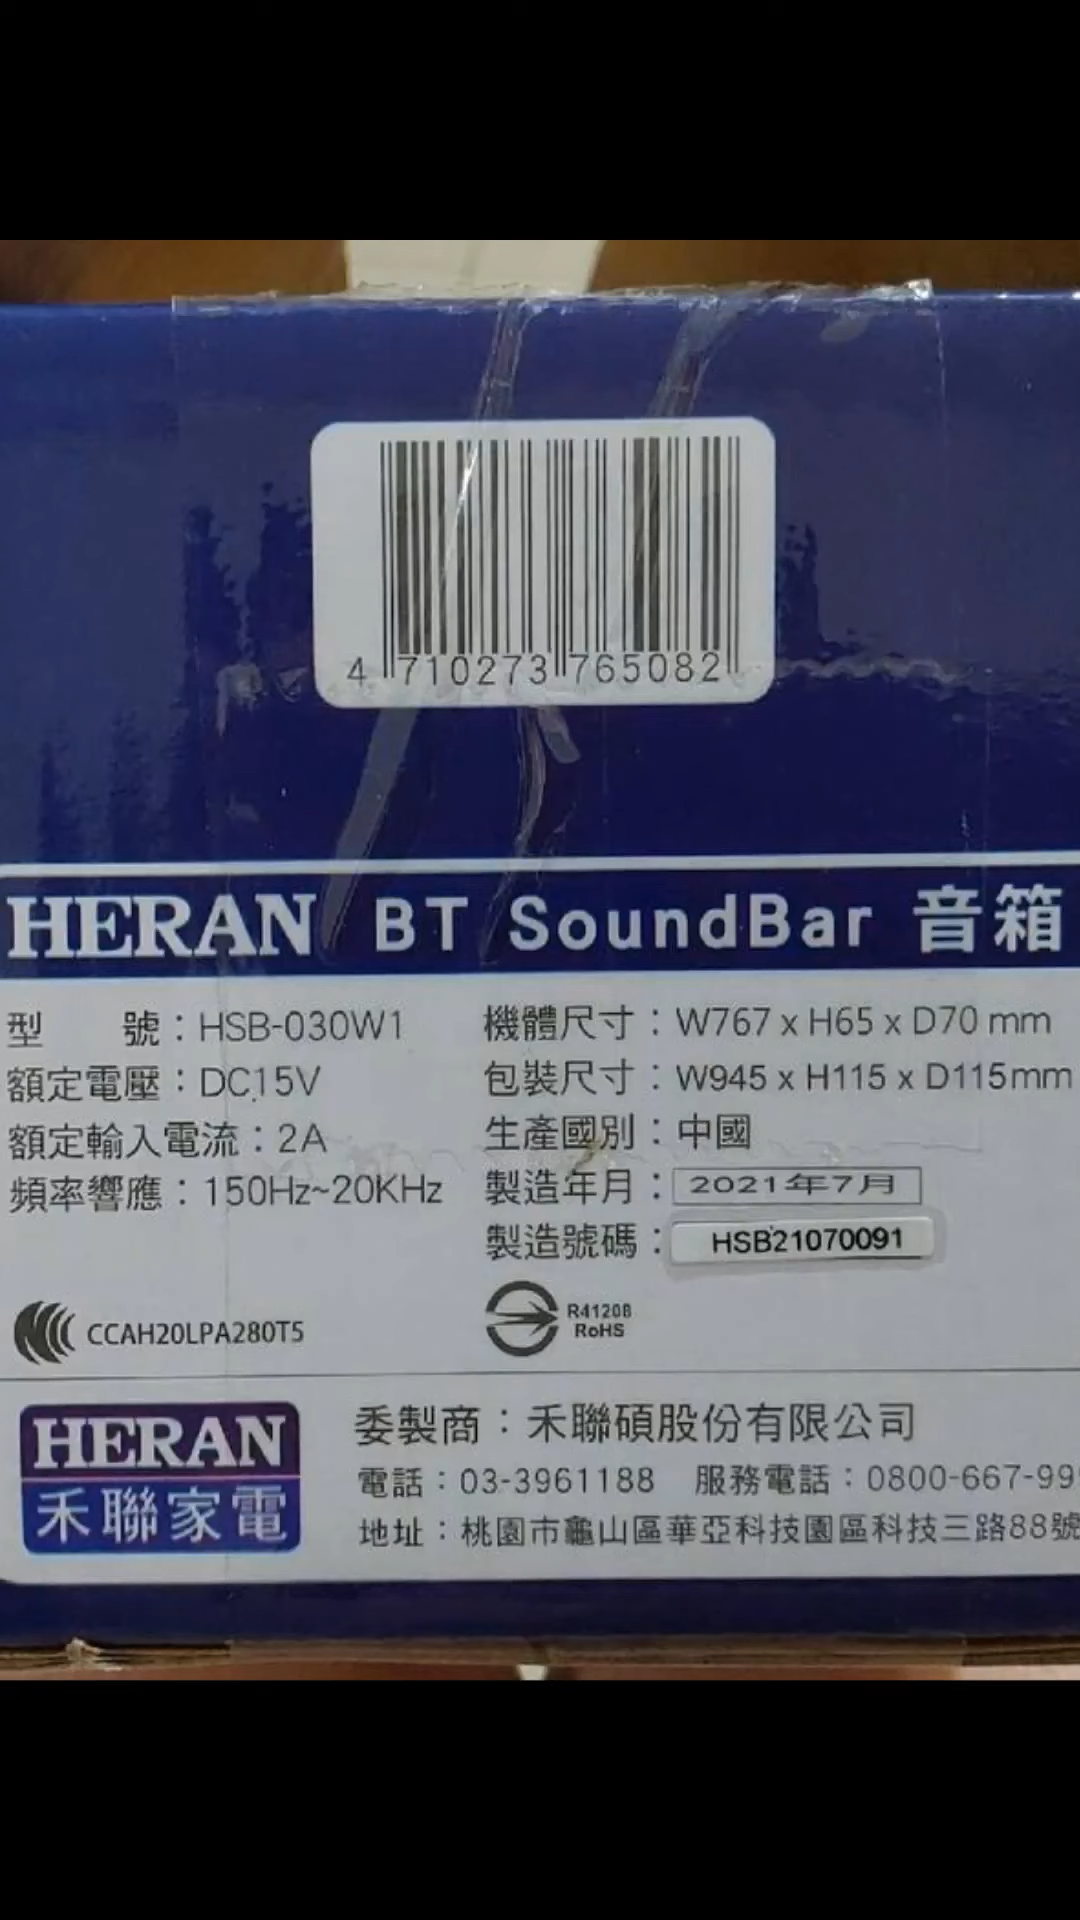 4 710273 765082
HERAN BT SoundBar 音箱
型 號：HSB-030W1
額定電壓：DC15V
額定輸入電流：2A
頻率響應：150Hz~20KHz
機體尺寸：W767 x H65 x D70 mm
包裝尺寸：W945 x H115 x D115mm
生產國別：中國
製造年月：2021年7月
製造號碼：HSB21070091
CCAH20LPA280T5
R41208
RoHS
HERAN
禾聯家電
委製商：禾聯碩股份有限公司
電話：03-3961188 服務電話：0800-667-99
地址：桃園市龜山區華亞科技園區科技三路88號